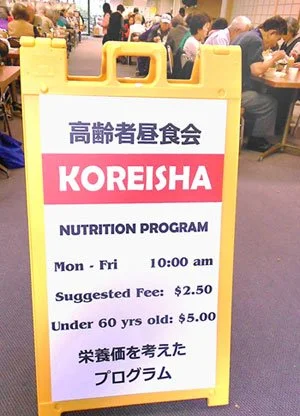 高齢者昼食会
KOREISHA
NUTRITION PROGRAM
Mon - Fri 10:00 am
Suggested Fee: $2.50
Under 60 yrs old: $5.00
栄養価を考えた
プログラム